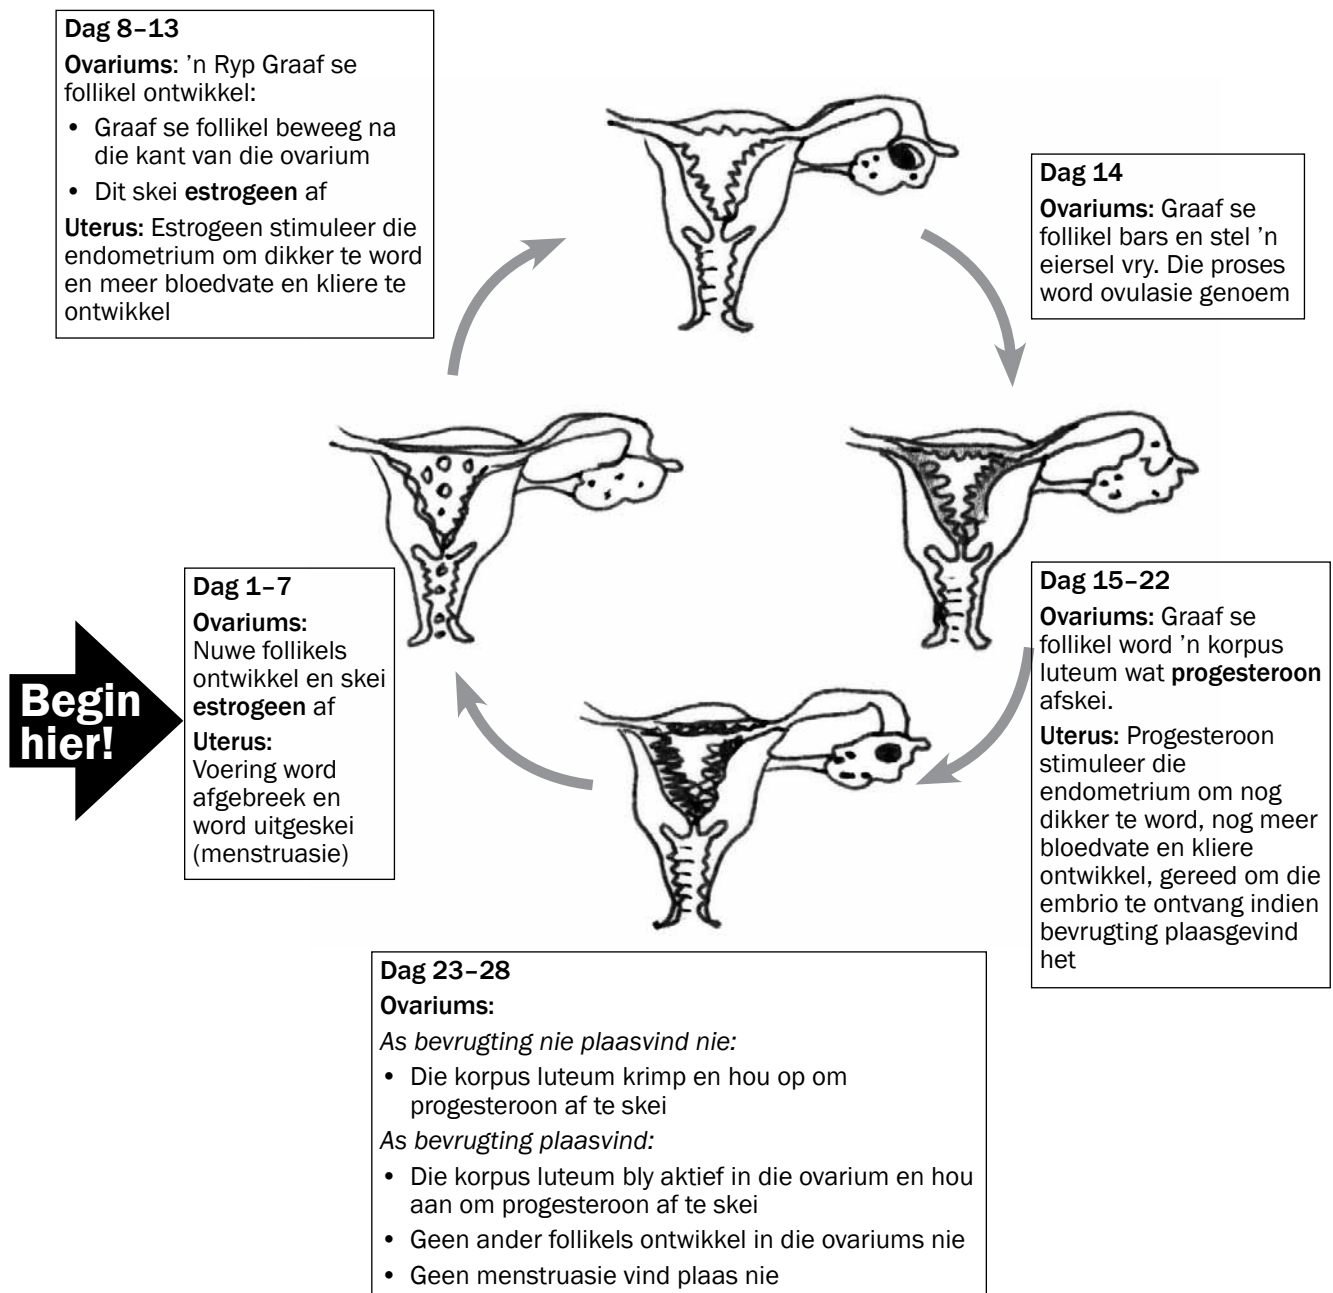 Dag 8–13
Ovariums: ’n Ryp Graaf se
follikel ontwikkel:
• Graaf se follikel beweeg na
die kant van die ovarium
• Dit skei estrogeen af
Uterus: Estrogeen stimuleer die
endometrium om dikker te word
en meer bloedvate en kliere te
ontwikkel
Dag 14
Ovariums: Graaf se
follikel bars en stel ’n
eiersel vry. Die proses
word ovulasie genoem
Dag 15–22
Ovariums: Graaf se
follikel word ’n korpus
luteum wat progesteroon
afskei.
Uterus: Progesteroon
stimuleer die
endometrium om nog
dikker te word, nog meer
bloedvate en kliere
ontwikkel, gereed om die
embrio te ontvang indien
bevrugting plaasgevind
het
Dag 23–28
Ovariums:
As bevrugting nie plaasvind nie:
• Die korpus luteum krimp en hou op om
progesteroon af te skei
As bevrugting plaasvind:
• Die korpus luteum bly aktief in die ovarium en hou
aan om progesteroon af te skei
• Geen ander follikels ontwikkel in die ovariums nie
• Geen menstruasie vind plaas nie
Begin
hier!
Dag 1–7
Ovariums:
Nuwe follikels
ontwikkel en skei
estrogeen af
Uterus:
Voering word
afgebreek en
word uitgeskei
(menstruasie)